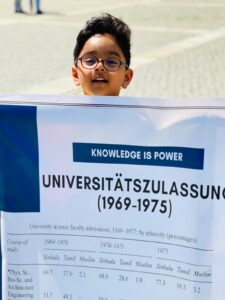 KNOWLEDGE IS POWER
UNIVERSITÄTSZULASSUNG
(1969-1975)
University science faculty admissions, 1969-1975: by ethnicity (percentages)
Course of study 1969–1970 1970–1971 1975
Sinhala Tamil Muslim Sinhala Tamil Muslim Sinhala Tamil Muslim
Phys. Sc., Bio-Sc. and Architecture 69.7 27.6 2.1 68.0 28.6 1.8 77.3 19.5 3.2
Engineering 51.7 48.3